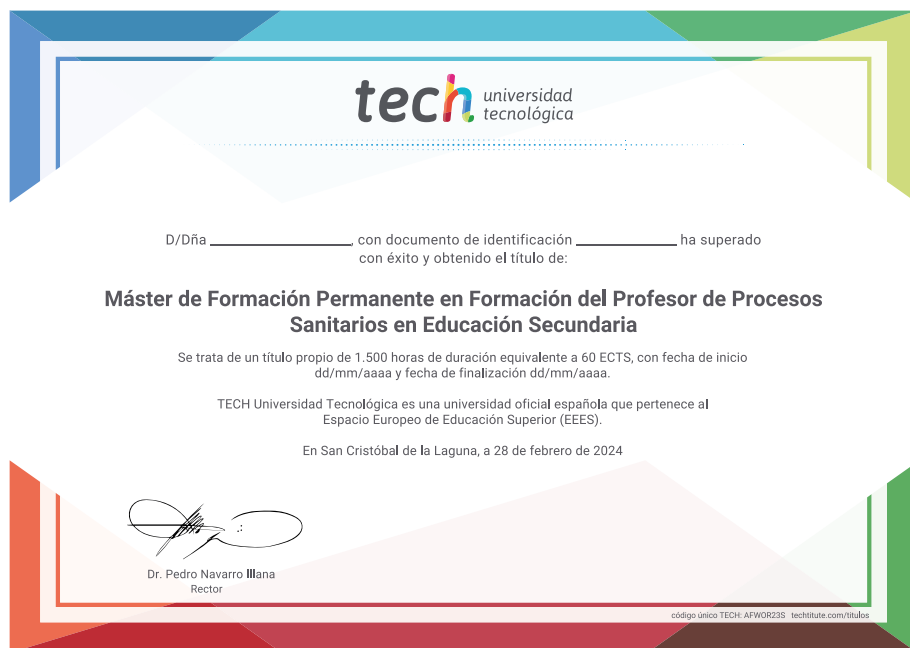 tech universidad
tecnológica
D/Dña ____________, con documento de identificación ____________ ha superado
con éxito y obtenido el título de:
Máster de Formación Permanente en Formación del Profesor de Procesos
Sanitarios en Educación Secundaria
Se trata de un título propio de 1.500 horas de duración equivalente a 60 ECTS, con fecha de inicio
dd/mm/aaaa y fecha de finalización dd/mm/aaaa.
TECH Universidad Tecnológica es una universidad oficial española que pertenece al
Espacio Europeo de Educación Superior (EEES).
En San Cristóbal de la Laguna, a 28 de febrero de 2024
Dr. Pedro Navarro Illana
Rector
código único TECH: AFWOR23S techtitute.com/titulos